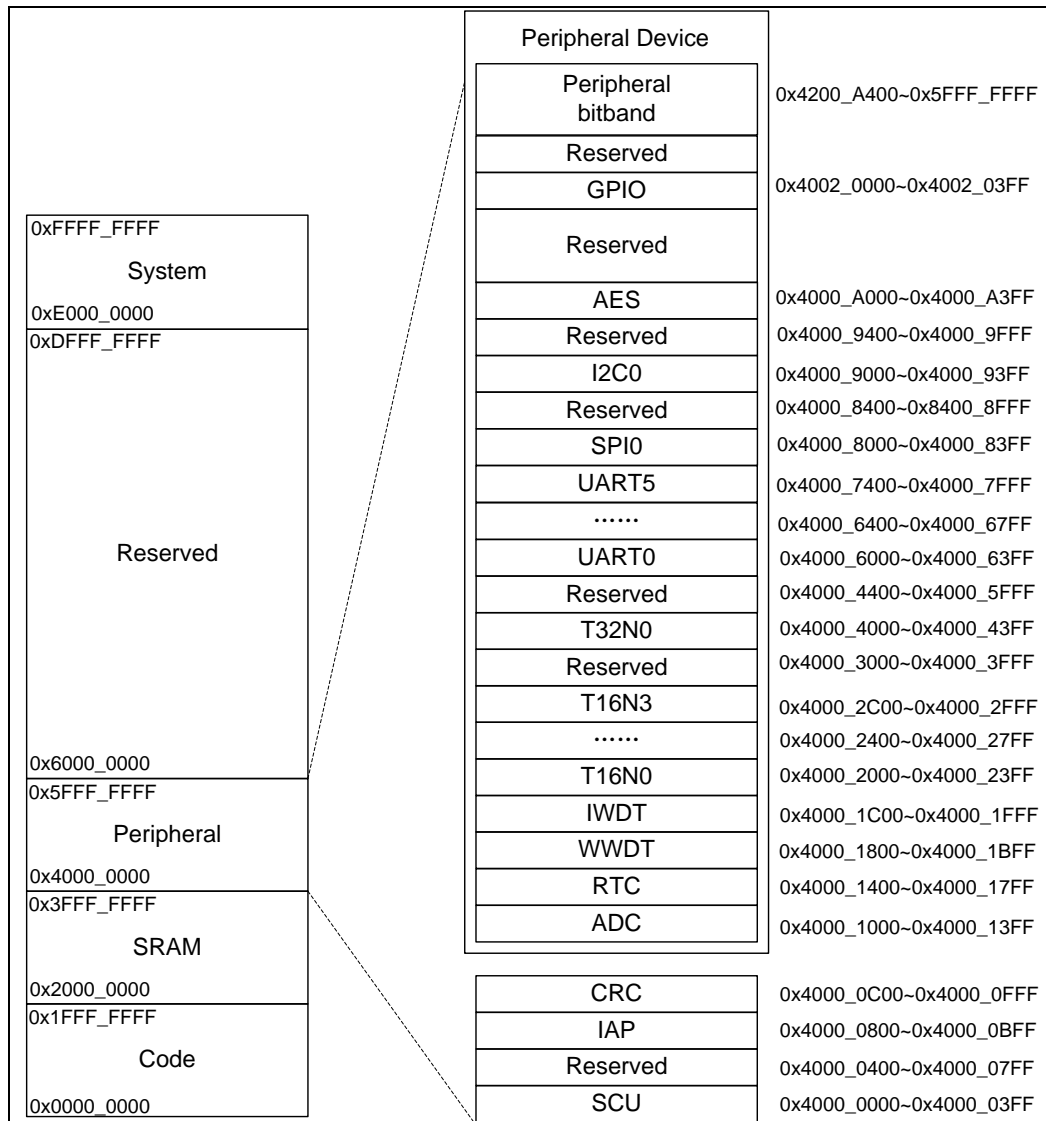 Peripheral Device
Peripheral
bitband
0x4200_A400~0x5FFF_FFFF
Reserved
GPIO
0x4002_0000~0x4002_03FF
Reserved
AES
0x4000_A000~0x4000_A3FF
Reserved
0x4000_9400~0x4000_9FFF
I2C0
0x4000_9000~0x4000_93FF
Reserved
0x4000_8400~0x8400_8FFF
SPI0
0x4000_8000~0x4000_83FF
UART5
0x4000_7400~0x4000_7FFF
······
0x4000_6400~0x4000_67FF
UART0
0x4000_6000~0x4000_63FF
Reserved
0x4000_4400~0x4000_5FFF
T32N0
0x4000_4000~0x4000_43FF
Reserved
0x4000_3000~0x4000_3FFF
T16N3
0x4000_2C00~0x4000_2FFF
······
0x4000_2400~0x4000_27FF
T16N0
0x4000_2000~0x4000_23FF
IWDT
0x4000_1C00~0x4000_1FFF
WWDT
0x4000_1800~0x4000_1BFF
RTC
0x4000_1400~0x4000_17FF
ADC
0x4000_1000~0x4000_13FF
CRC
0x4000_0C00~0x4000_0FFF
IAP
0x4000_0800~0x4000_0BFF
Reserved
0x4000_0400~0x4000_07FF
SCU
0x4000_0000~0x4000_03FF
0xFFFF_FFFF
System
0xE000_0000
0xDFFF_FFFF
Reserved
0x6000_0000
0x5FFF_FFFF
Peripheral
0x4000_0000
0x3FFF_FFFF
SRAM
0x2000_0000
0x1FFF_FFFF
Code
0x0000_0000